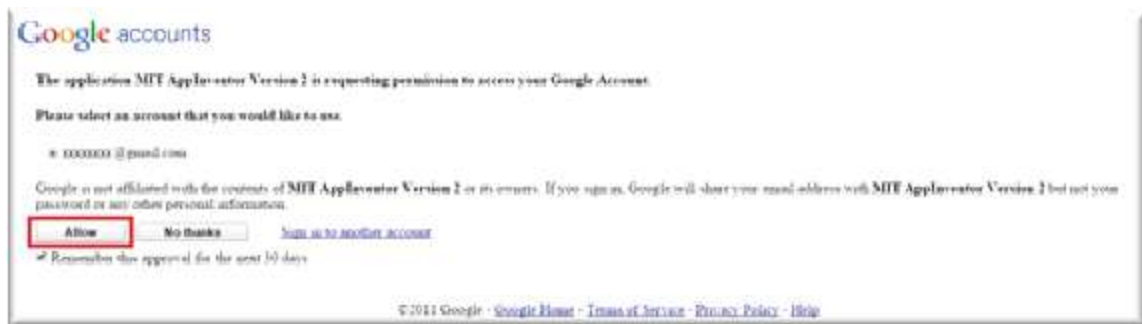 Google accounts
The application MIT AppInventor Version 2 is requesting permission to access your Google Account.
Please select an account that you would like to use.
xxxxxxx @gmail.com
Google is not affiliated with the contents of MIT AppInventor Version 2 or its owners. If you sign in, Google will share your email address with MIT AppInventor Version 2 but not your
password or any other personal information.
Allow No thanks Sign in to another account
Remember this approval for the next 30 days
©2011 Google - Google Home - Terms of Service - Privacy Policy - Help